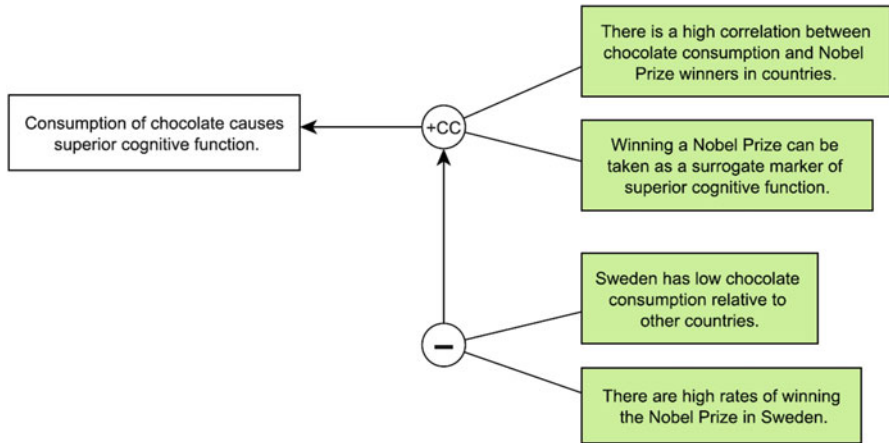 There is a high correlation between
chocolate consumption and Nobel
Prize winners in countries.
Consumption of chocolate causes
superior cognitive function.
+CC
Winning a Nobel Prize can be
taken as a surrogate marker of
superior cognitive function.
Sweden has low chocolate
consumption relative to
other countries.
−
There are high rates of winning
the Nobel Prize in Sweden.